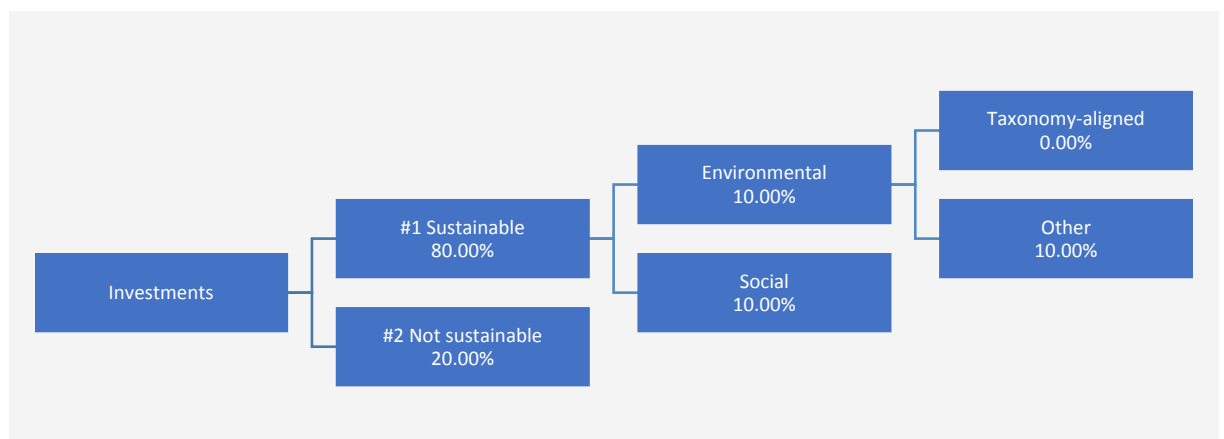 Investments
#1 Sustainable
80.00%
#2 Not sustainable
20.00%
Environmental
10.00%
Social
10.00%
Taxonomy-aligned
0.00%
Other
10.00%